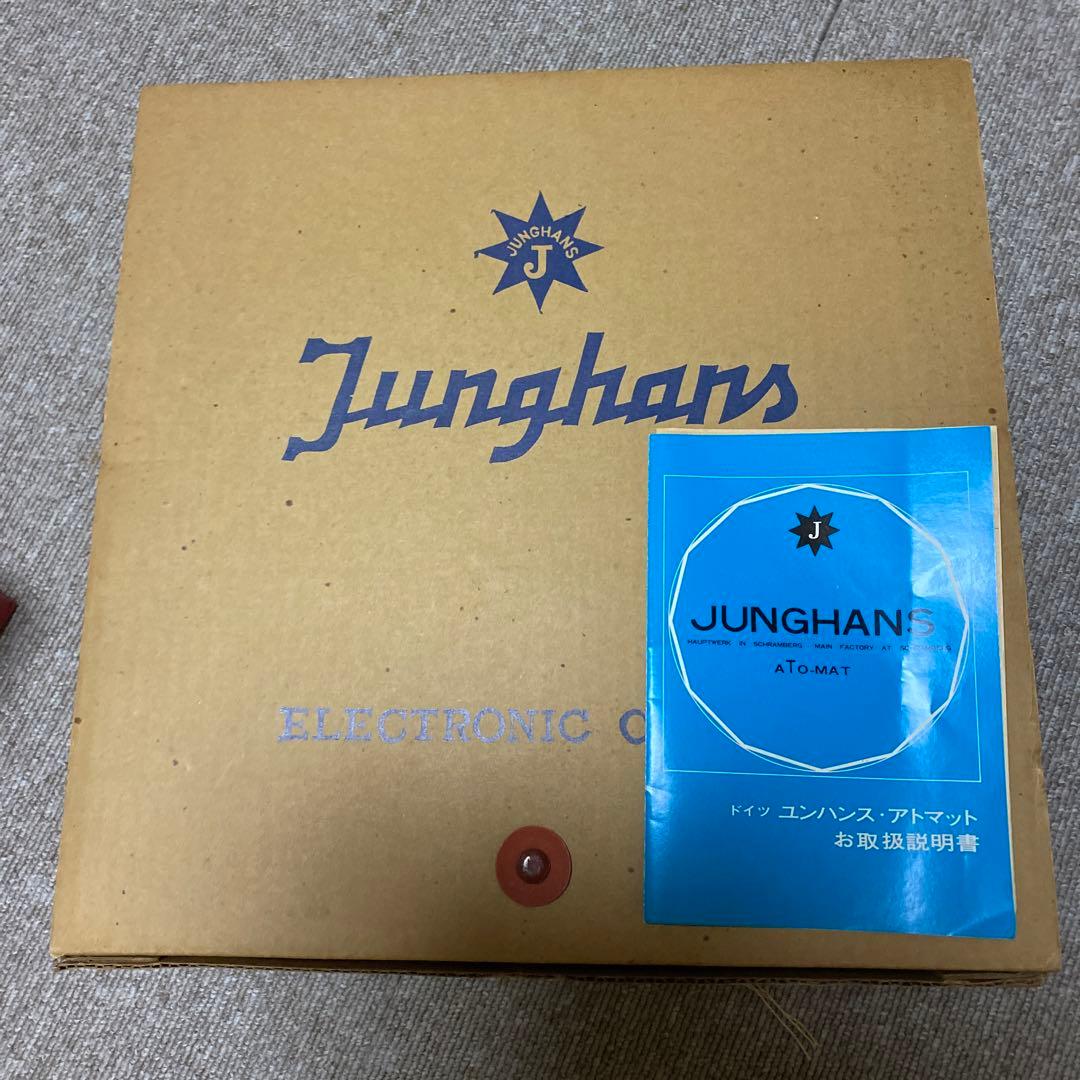 JUNGHANS
J
Junghans
ELECTRONIC
J
JUNGHANS
HAUPTWERK IN SCHRAMBERG MAIN FACTORY AT
ATO-MAT
ドイツ ユンハンス・アトマット
お取扱説明書